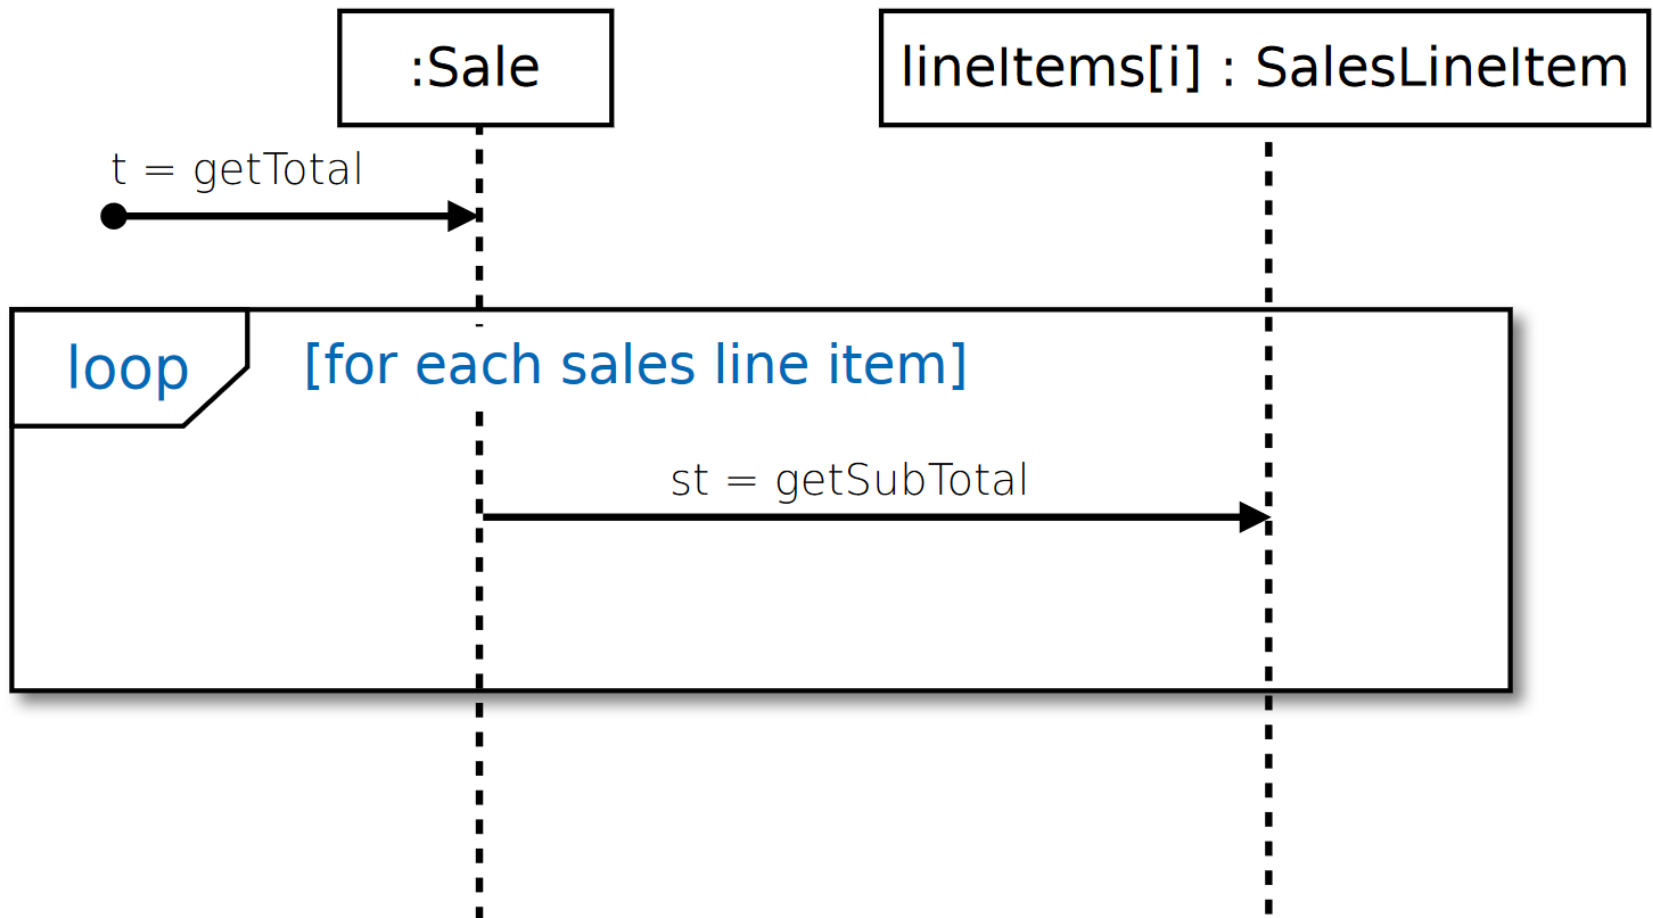 :Sale
lineItems[i] : SalesLineItem
t = getTotal
loop
[for each sales line item]
st = getSubTotal